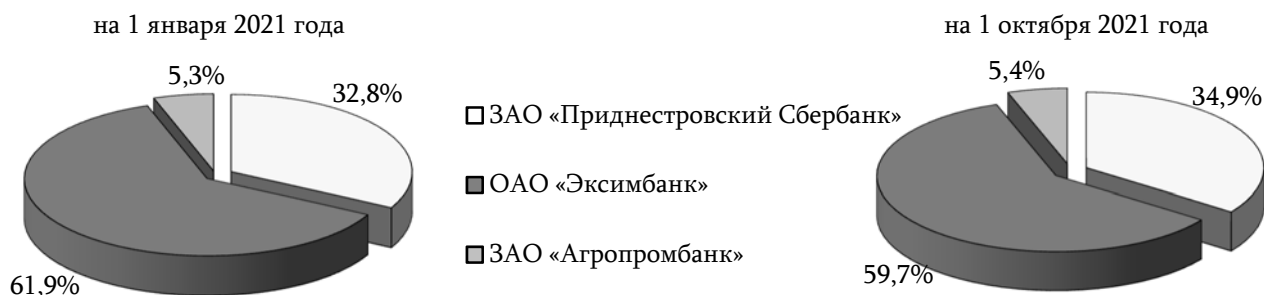 на 1 января 2021 года
5,3%
32,8%
61,9%
ЗАО «Приднестровский Сбербанк»
ОАО «Эксимбанк»
ЗАО «Агропромбанк»
на 1 октября 2021 года
5,4%
34,9%
59,7%